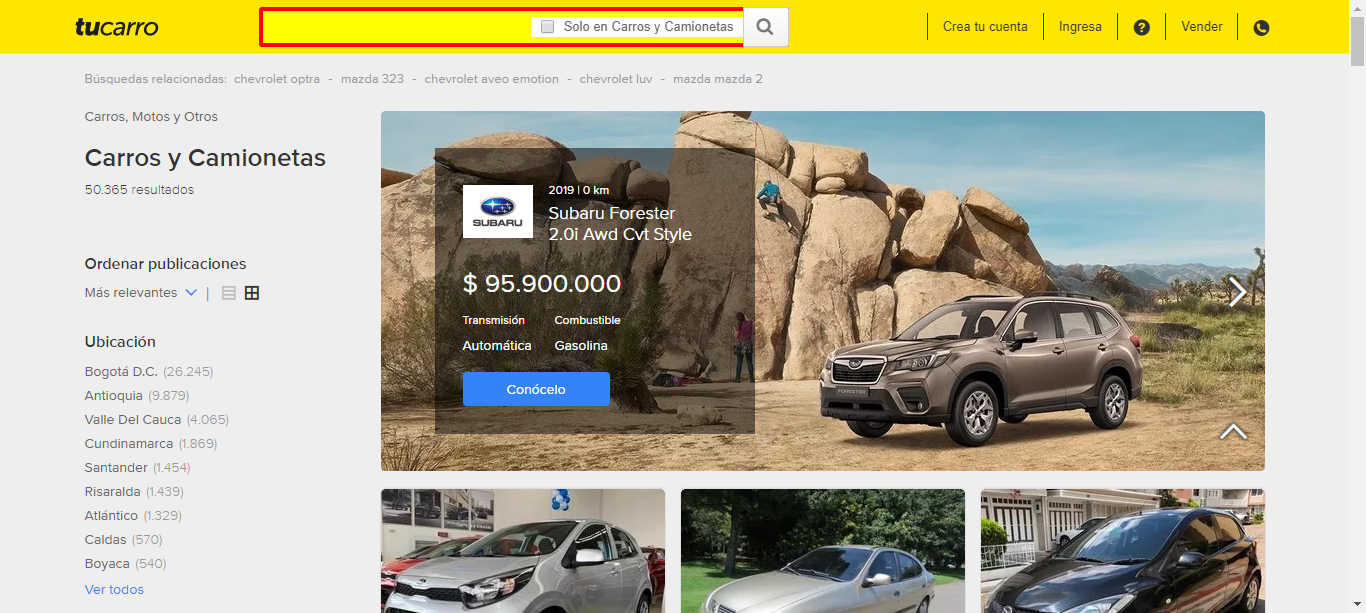 tucarro
Solo en Carros y Camionetas
Crea tu cuenta
Ingresa
?
Vender
Búsquedas relacionadas: chevrolet optra - mazda 323 - chevrolet aveo emotion - chevrolet luv - mazda mazda 2
Carros, Motos y Otros
Carros y Camionetas
50.365 resultados
Ordenar publicaciones
Más relevantes |
Ubicación
Bogotá D.C. (26.245)
Antioquia (9.879)
Valle Del Cauca (4.065)
Cundinamarca (1.869)
Santander (1.454)
Risaralda (1.439)
Atlántico (1.329)
Caldas (570)
Boyaca (540)
Ver todos
SUBARU
2019 | 0 km
Subaru Forester
2.0i Awd Cvt Style
$ 95.900.000
Transmisión Combustible
Automática Gasolina
Conócelo
FORESTER